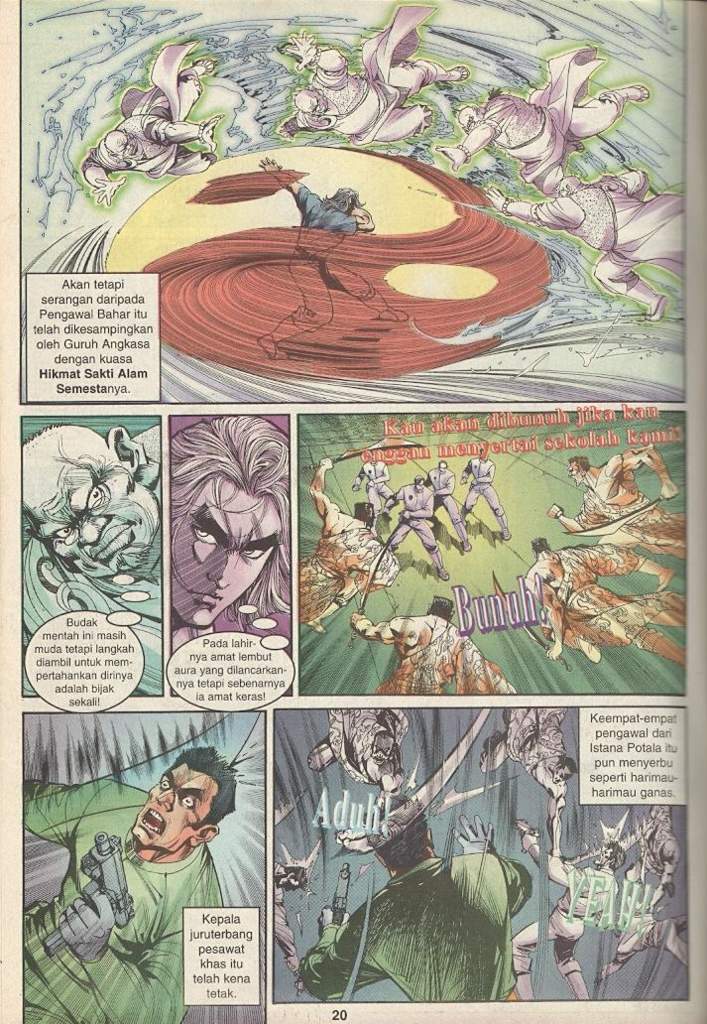 Akan tetapi
serangan daripada
Pengawal Bahar itu
telah dikesampingkan
oleh Guruh Angkasa
dengan kuasa
Hikmat Sakti Alam
Semestanya.
Budak
mentah ini masih
muda tetapi langkah
diambil untuk mem-
pertahankan dirinya
adalah bijak
sekali!
Pada lahir-
nya amat lembut
aura yang dilancarkan-
nya tetapi sebenarnya
ia amat keras!
Kau akan dibunuh jika kau
enggan menyertai sekolah kami!
Bunuh!
Kepala
juruterbang
pesawat
khas itu
telah kena
tetak.
Keempat-empat
pengawal dari
Istana Potala itu
pun menyerbu
seperti harimau-
harimau ganas.
Aduh!
YEAH!
20